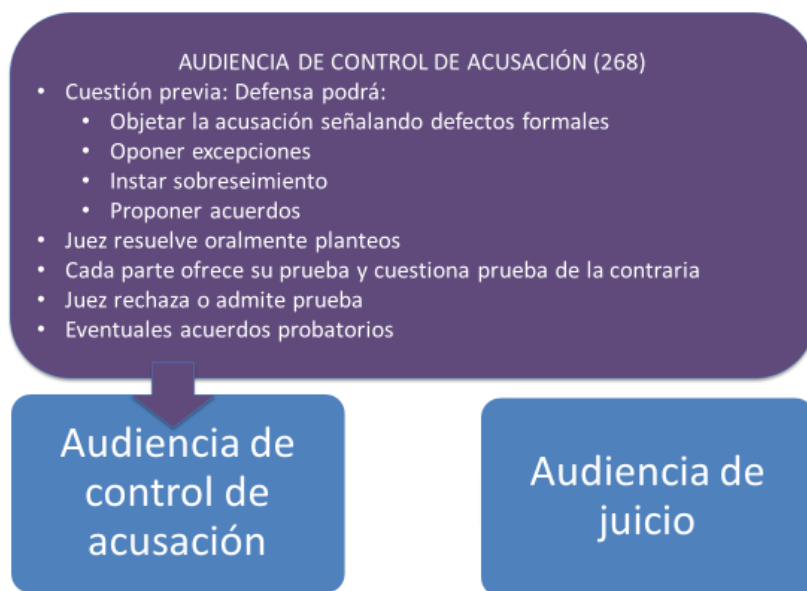 AUDIENCIA DE CONTROL DE ACUSACIÓN (268)
• Cuestión previa: Defensa podrá:
• Objetar la acusación señalando defectos formales
• Oponer excepciones
• Instar sobreseimiento
• Proponer acuerdos
• Juez resuelve oralmente planteos
• Cada parte ofrece su prueba y cuestiona prueba de la contraria
• Juez rechaza o admite prueba
• Eventuales acuerdos probatorios
Audiencia de
control de
acusación
Audiencia de
juicio